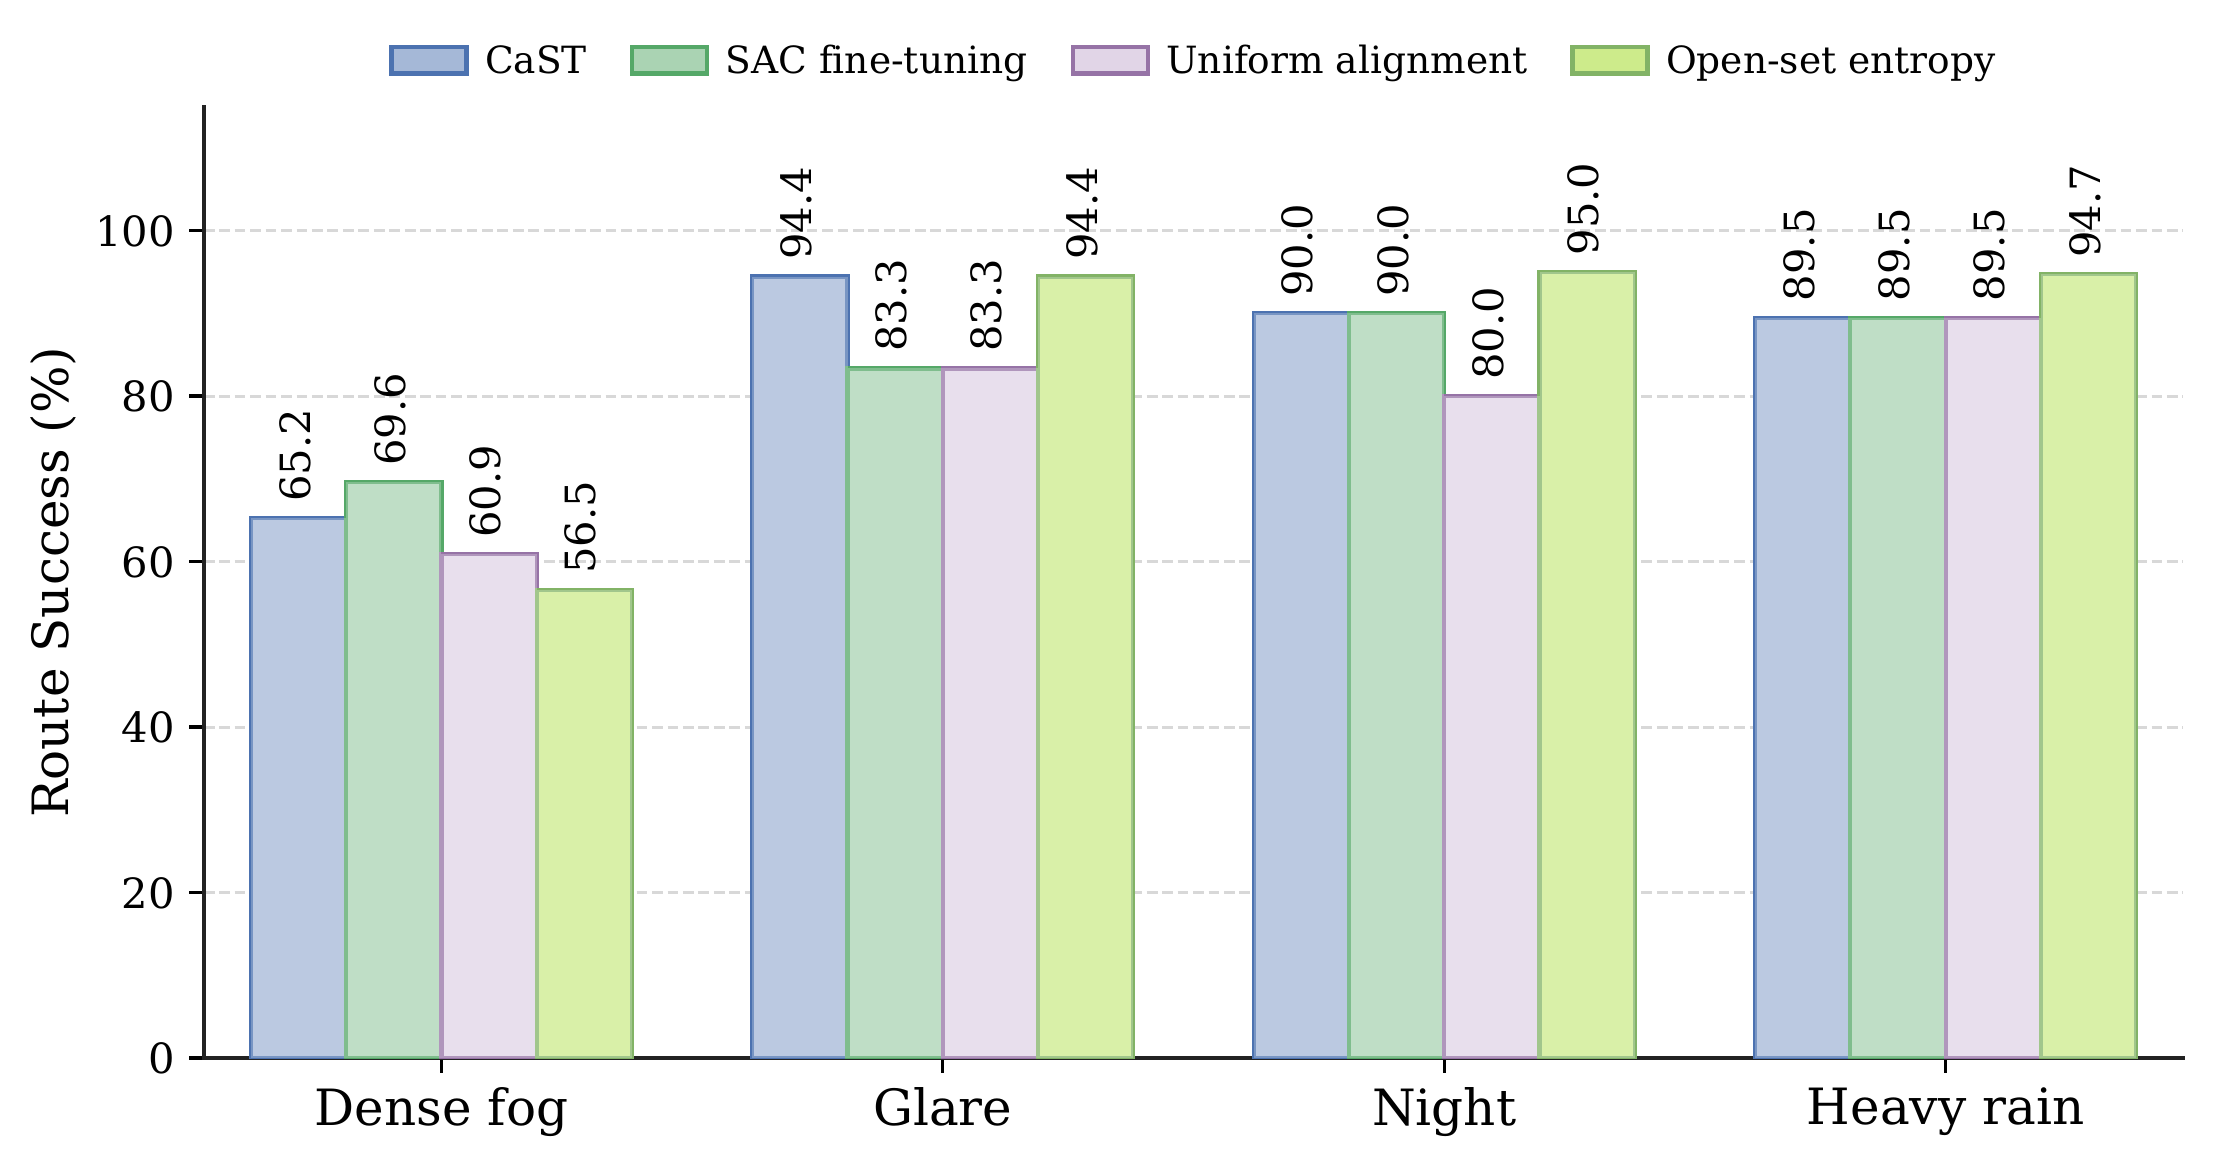 CaST SAC fine-tuning Uniform alignment Open-set entropy
Route Success (%)
100
80
60
40
20
0
65.2 69.6 60.9 56.5
94.4 83.3 83.3 94.4
90.0 90.0 80.0 95.0
89.5 89.5 89.5 94.7
Dense fog Glare Night Heavy rain